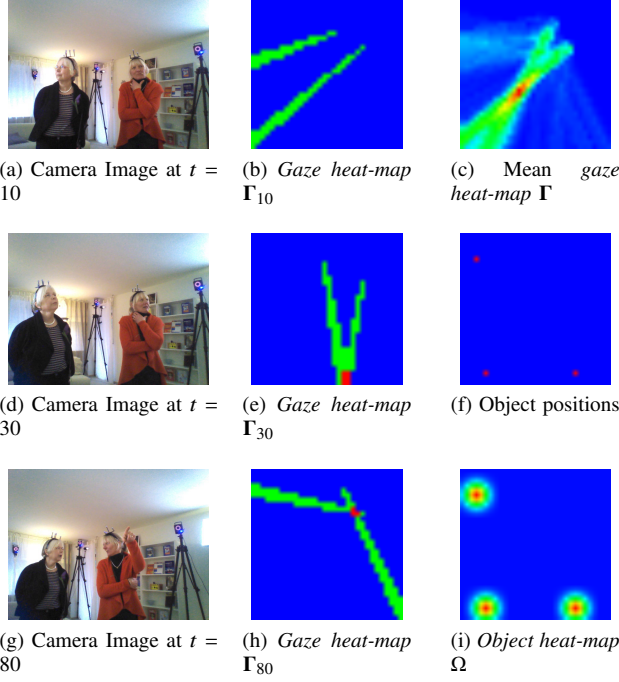 (a) Camera Image at t =
10
(b) Gaze heat-map
Γ10
(c) Mean gaze
heat-map Γ
(d) Camera Image at t =
30
(e) Gaze heat-map
Γ30
(f) Object positions
(g) Camera Image at t =
80
(h) Gaze heat-map
Γ80
(i) Object heat-map
Ω